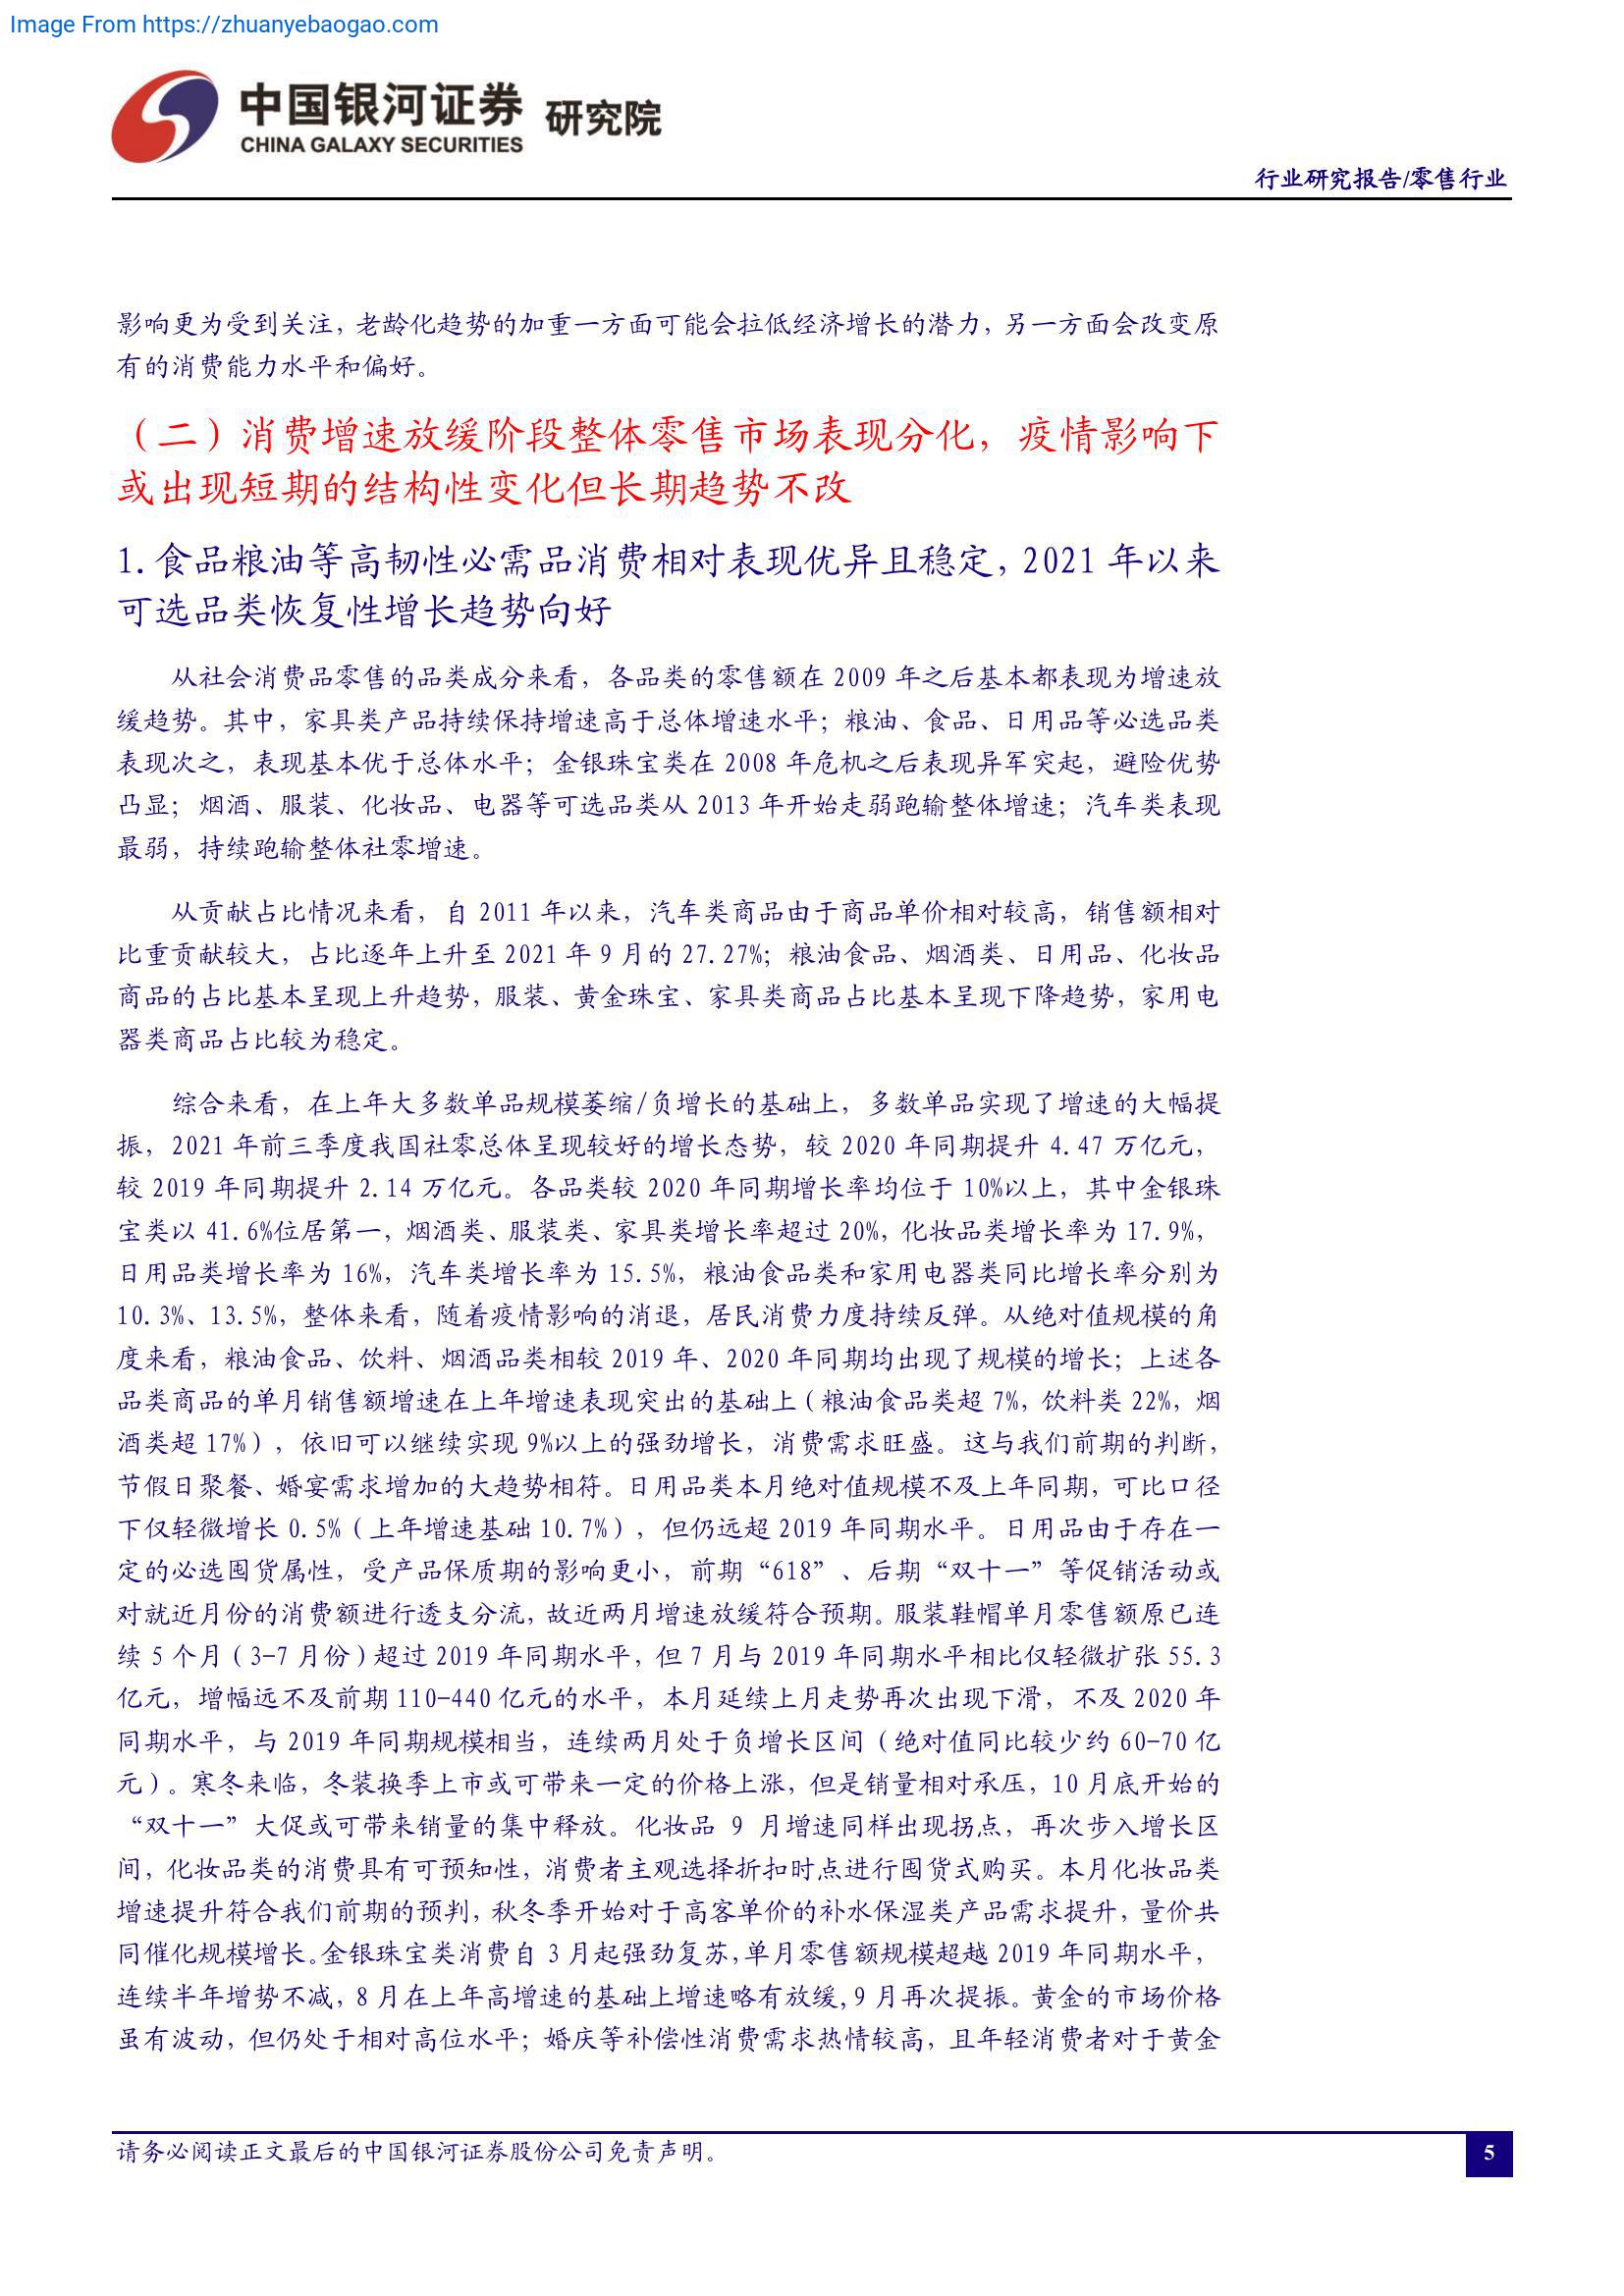 Image From https://zhuanyebaogao.com
中国银河证券 研究院
CHINA GALAXY SECURITIES
行业研究报告/零售行业
影响更为受到关注，老龄化趋势的加重一方面可能会拉低经济增长的潜力，另一方面会改变原
有的消费能力水平和偏好。
（二）消费增速放缓阶段整体零售市场表现分化，疫情影响下
或出现短期的结构性变化但长期趋势不改
1.食品粮油等高韧性必需品消费相对表现优异且稳定，2021 年以来
可选品类恢复性增长趋势向好
从社会消费品零售的品类成分来看，各品类的零售额在 2009 年之后基本都表现为增速放
缓趋势。其中，家具类产品持续保持增速高于总体增速水平；粮油、食品、日用品等必选品类
表现次之，表现基本优于总体水平；金银珠宝类在 2008 年危机之后表现异军突起，避险优势
凸显；烟酒、服装、化妆品、电器等可选品类从 2013 年开始走弱跑输整体增速；汽车类表现
最弱，持续跑输整体社零增速。
从贡献占比情况来看，自 2011 年以来，汽车类商品由于商品单价相对较高，销售额相对
比重贡献较大，占比逐年上升至 2021 年 9 月的 27.27%；粮油食品、烟酒类、日用品、化妆品
商品的占比基本呈现上升趋势，服装、黄金珠宝、家具类商品占比基本呈现下降趋势，家用电
器类商品占比较为稳定。
综合来看，在上年大多数单品规模萎缩/负增长的基础上，多数单品实现了增速的大幅提
振，2021 年前三季度我国社零总体呈现较好的增长态势，较 2020 年同期提升 4.47 万亿元，
较 2019 年同期提升 2.14 万亿元。各品类较 2020 年同期增长率均位于 10%以上，其中金银珠
宝类以 41.6%位居第一，烟酒类、服装类、家具类增长率超过 20%，化妆品类增长率为 17.9%，
日用品类增长率为 16%，汽车类增长率为 15.5%，粮油食品类和家用电器类同比增长率分别为
10.3%、13.5%，整体来看，随着疫情影响的消退，居民消费力度持续反弹。从绝对值规模的角
度来看，粮油食品、饮料、烟酒品类相较 2019 年、2020 年同期均出现了规模的增长；上述各
品类商品的单月销售额增速在上年增速表现突出的基础上（粮油食品类超 7%，饮料类 22%，烟
酒类超 17%），依旧可以继续实现 9%以上的强劲增长，消费需求旺盛。这与我们前期的判断，
节假日聚餐、婚宴需求增加的大趋势相符。日用品类本月绝对值规模不及上年同期，可比口径
下仅轻微增长 0.5%（上年增速基础 10.7%），但仍远超 2019 年同期水平。日用品由于存在一
定的必选囤货属性，受产品保质期的影响更小，前期“618”、后期“双十一”等促销活动或
对就近月份的消费额进行透支分流，故近两月增速放缓符合预期。服装鞋帽单月零售额原已连
续 5 个月（3-7 月份）超过 2019 年同期水平，但 7 月与 2019 年同期水平相比仅轻微扩张 55.3
亿元，增幅远不及前期 110-440 亿元的水平，本月延续上月走势再次出现下滑，不及 2020 年
同期水平，与 2019 年同期规模相当，连续两月处于负增长区间（绝对值同比较少约 60-70 亿
元）。寒冬来临，冬装换季上市或可带来一定的价格上涨，但是销量相对承压，10 月底开始的
“双十一”大促或可带来销量的集中释放。化妆品 9 月增速同样出现拐点，再次步入增长区
间，化妆品类的消费具有可预知性，消费者主观选择折扣时点进行囤货式购买。本月化妆品类
增速提升符合我们前期的预判，秋冬季开始对于高客单价的补水保湿类产品需求提升，量价共
同催化规模增长。金银珠宝类消费自 3 月起强劲复苏，单月零售额规模超越 2019 年同期水平，
连续半年增势不减，8 月在上年高增速的基础上增速略有放缓，9 月再次提振。黄金的市场价格
虽有波动，但仍处于相对高位水平；婚庆等补偿性消费需求热情较高，且年轻消费者对于黄金
请务必阅读正文最后的中国银河证券股份公司免责声明。
5